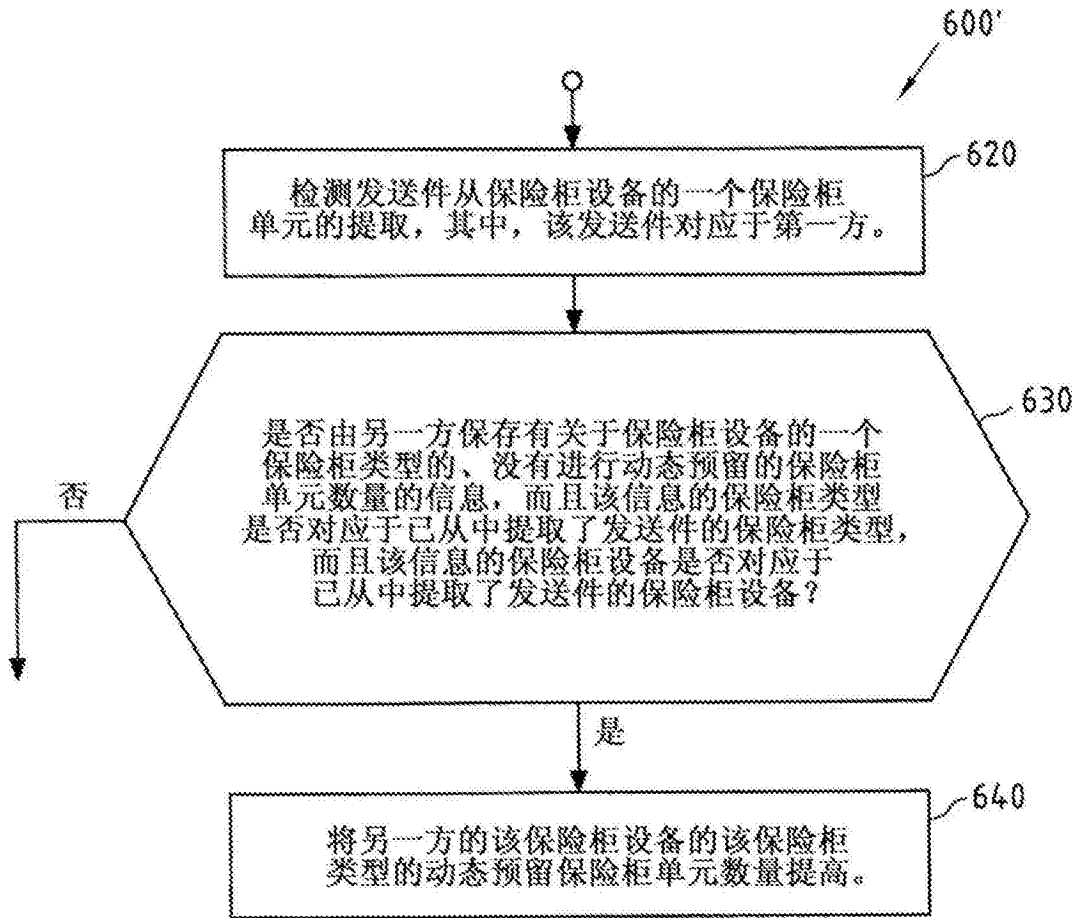 600'
620
检测发送件从保险柜设备的一个保险柜
单元的提取，其中，该发送件对应于第一方。
630
是否由另一方保存有关于保险柜设备的一个
保险柜类型的、没有进行动态预留的保险柜
单元数量的信息，而且该信息的保险柜类型
是否对应于已从中提取了发送件的保险柜类型，
而且该信息的保险柜设备是否对应于
已从中提取了发送件的保险柜设备？
否
是
640
将另一方的该保险柜设备的该保险柜
类型的动态预留保险柜单元数量提高。